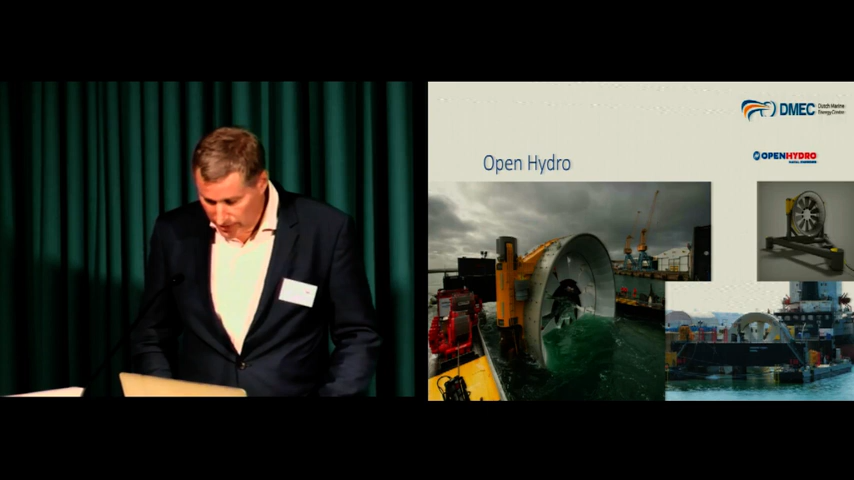 DMEC
Dutch Marine
Energy Centre
OPENHYDRO
Open Hydro